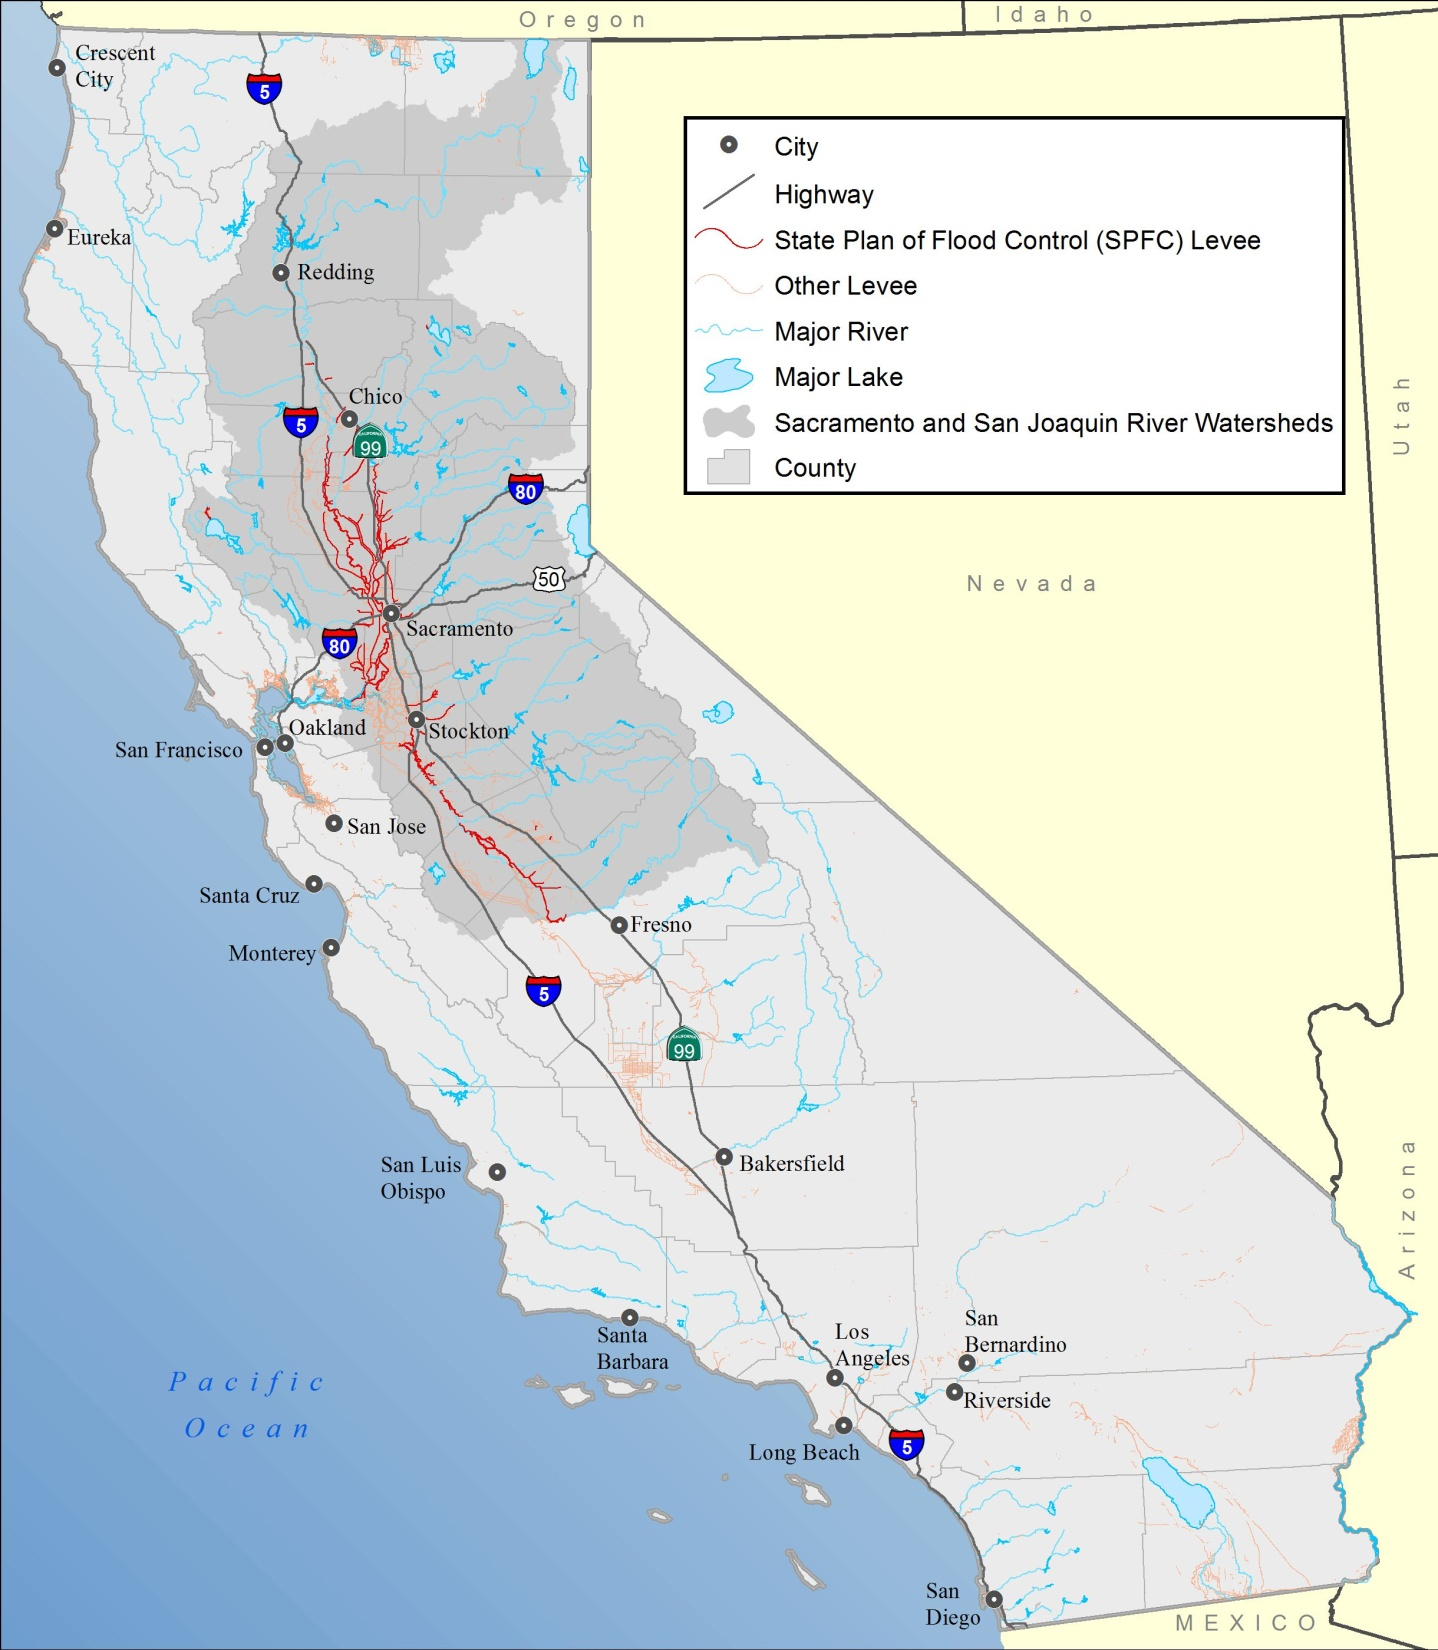 Oregon
Idaho
Crescent
City
5
City
Highway
State Plan of Flood Control (SPFC) Levee
Other Levee
Major River
Major Lake
Sacramento and San Joaquin River Watersheds
County
Eureka
Redding
Utah
Chico
5
CALIFORNIA
99
80
50
Nevada
Sacramento
80
Oakland
Stockton
San Francisco
San Jose
Santa Cruz
Fresno
Monterey
5
CALIFORNIA
99
Bakersfield
San Luis
Obispo
Arizona
Santa
Barbara
Los
Angeles
San
Bernardino
Riverside
Pacific
Ocean
Long Beach
5
San
Diego
MEXICO